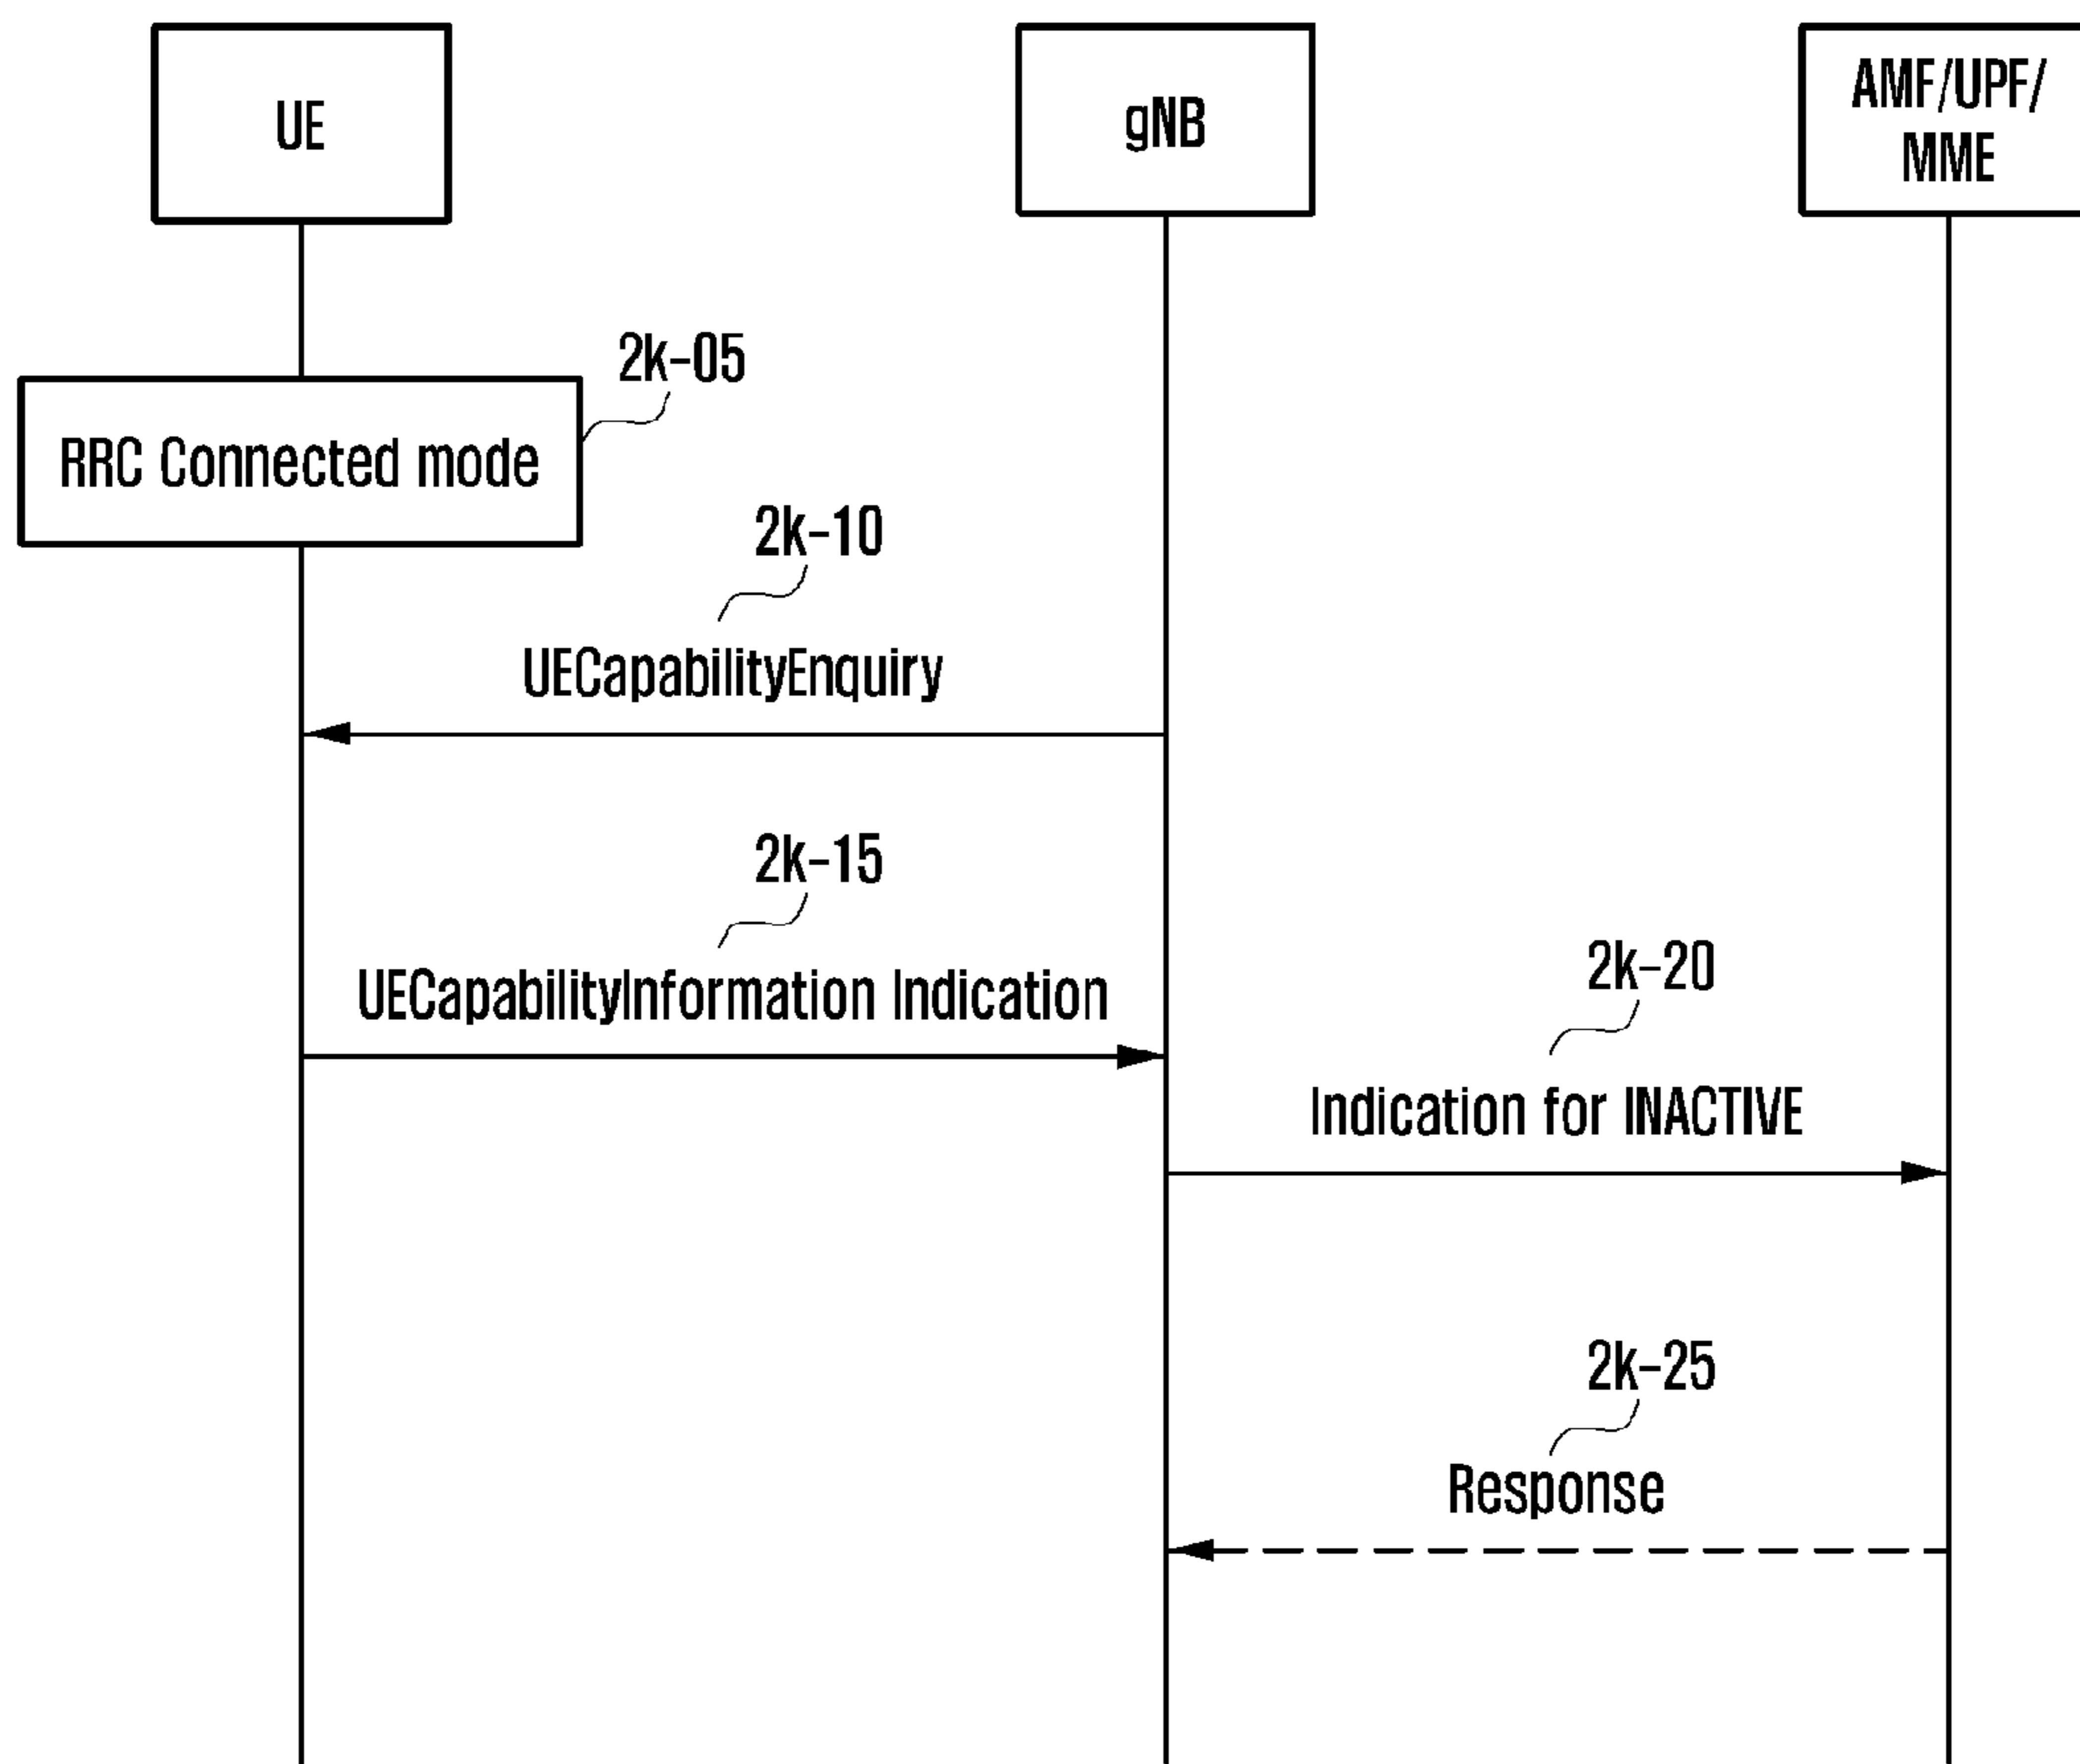 UE
gNB
AMF/UPF/
MME
2k-05
RRC Connected mode
2k-10
UECapabilityEnquiry
2k-15
UECapabilityInformation Indication
2k-20
Indication for INACTIVE
2k-25
Response